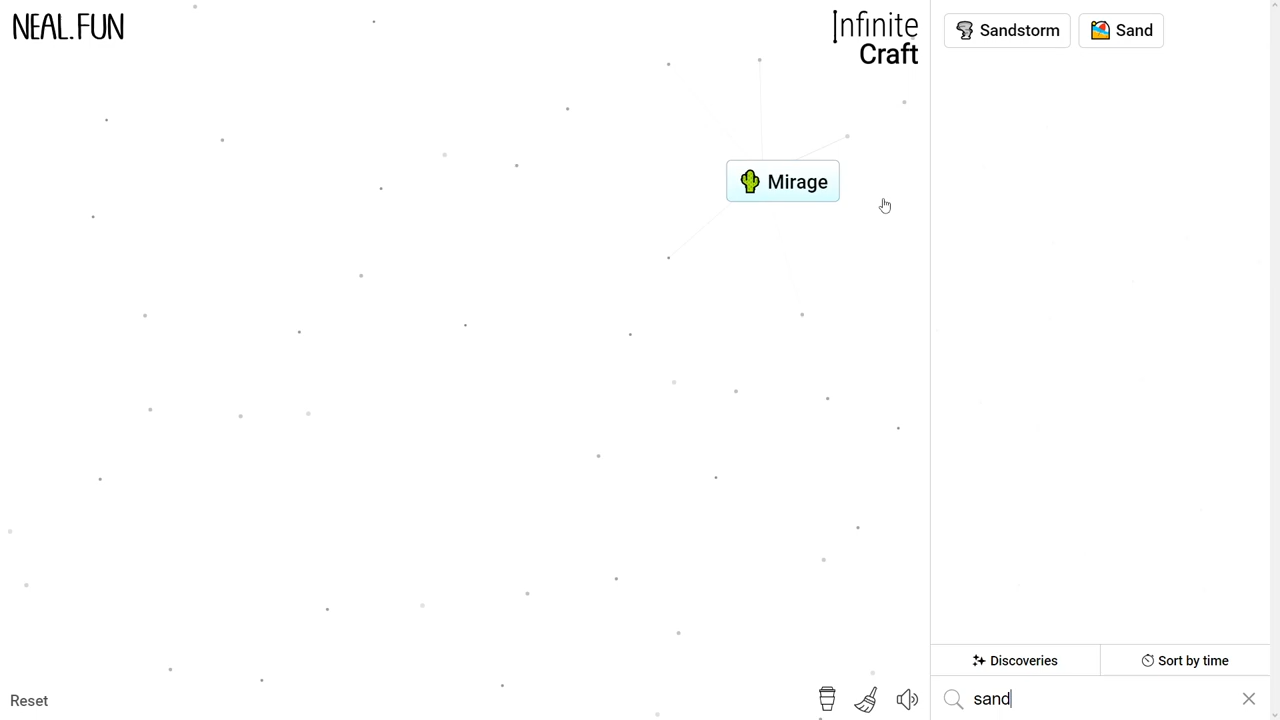 NEAL.FUN
Infinite
Craft
Sandstorm
Sand
Mirage
Discoveries
Sort by time
Reset
sand